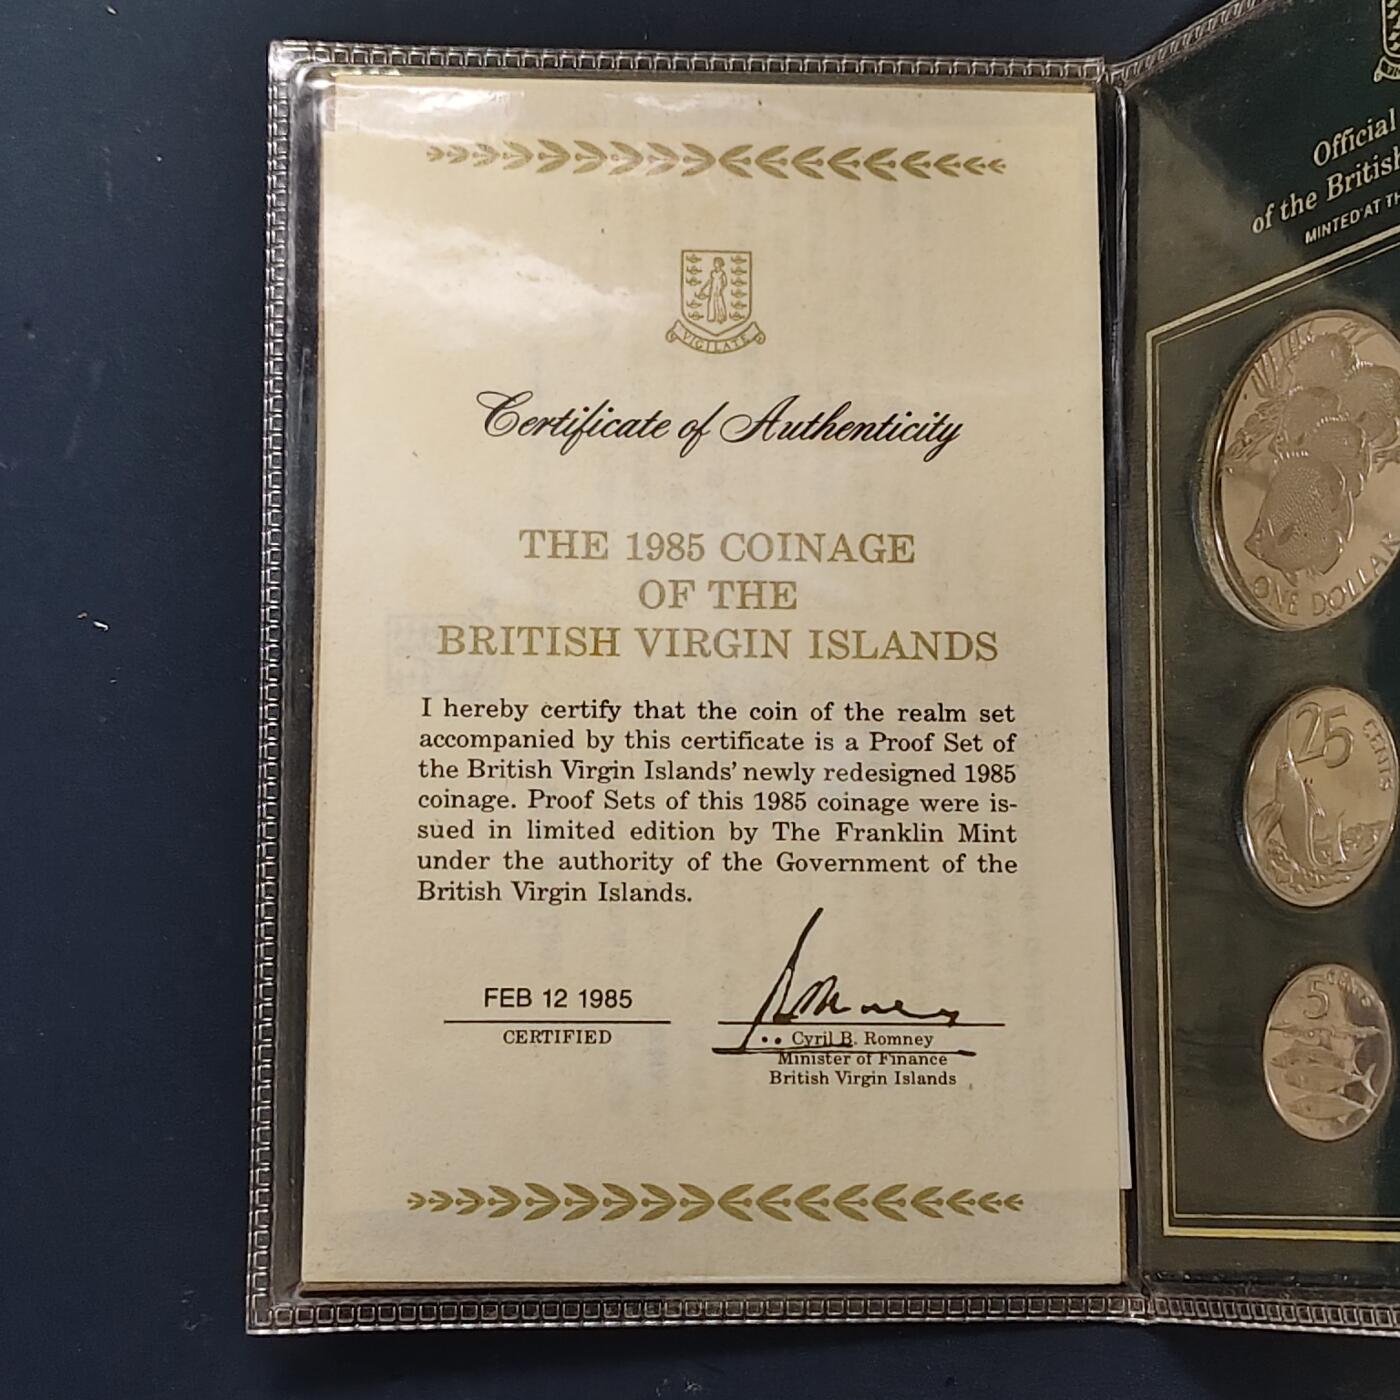 VIGILATE
Certificate of Authenticity
THE 1985 COINAGE
OF THE
BRITISH VIRGIN ISLANDS
I hereby certify that the coin of the realm set
accompanied by this certificate is a Proof Set of
the British Virgin Islands' newly redesigned 1985
coinage. Proof Sets of this 1985 coinage were is-
sued in limited edition by The Franklin Mint
under the authority of the Government of the
British Virgin Islands.
FEB 12 1985
CERTIFIED
Cyril B. Romney
Minister of Finance
British Virgin Islands
Official
of the British
MINTED AT TH
ONE DOLLAR
25 CENTS
5 CENTS